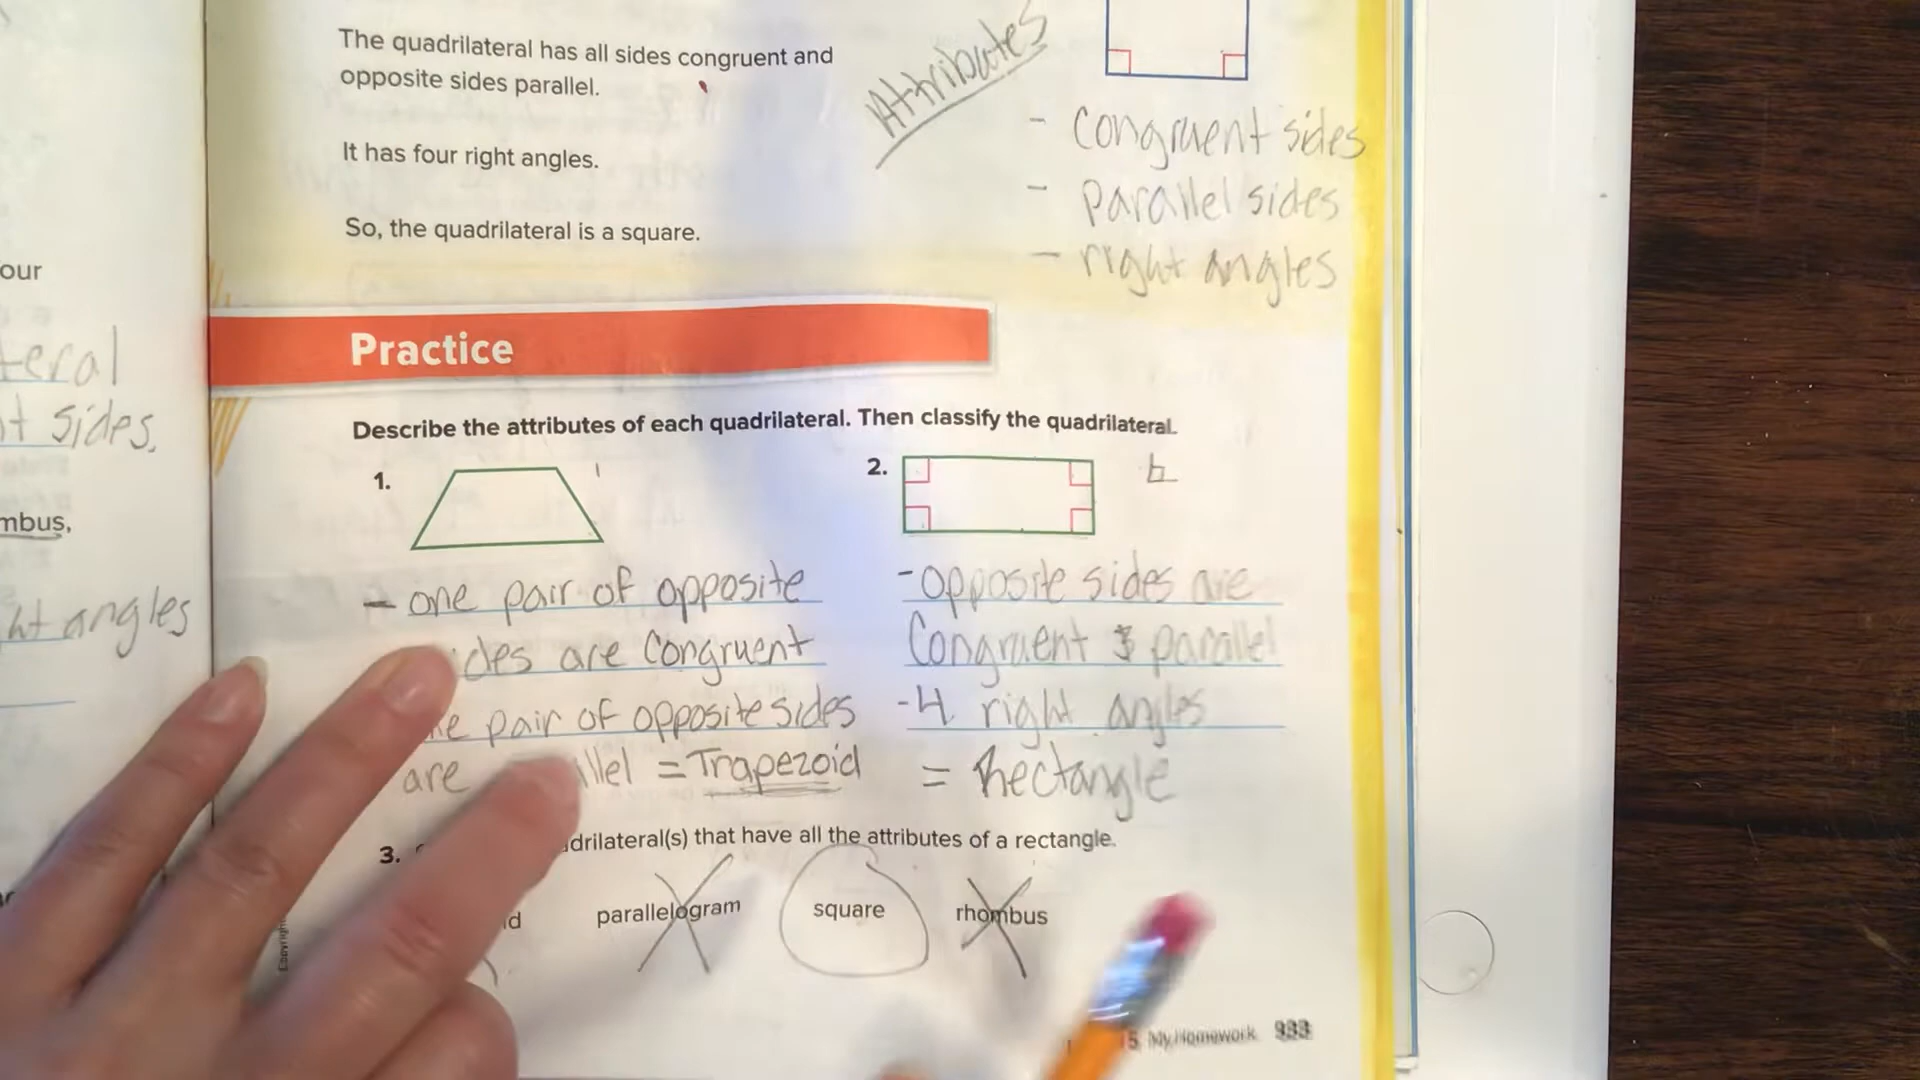 The quadrilateral has all sides congruent and
opposite sides parallel.
It has four right angles.
So, the quadrilateral is a square.
Attributes
- congruent sides
- parallel sides
- right angles
our
teral
t sides.
mbus,
ht angles
Practice
Describe the attributes of each quadrilateral. Then classify the quadrilateral.
1.
- one pair of opposite
ides are congruent
e pair of opposite sides
are llel = Trapezoid
2.
- opposite sides are
Congruent & parallel
-4 right angles
= Rectangle
3. drilateral(s) that have all the attributes of a rectangle.
id parallelogram square rhombus
5 My Homework 933